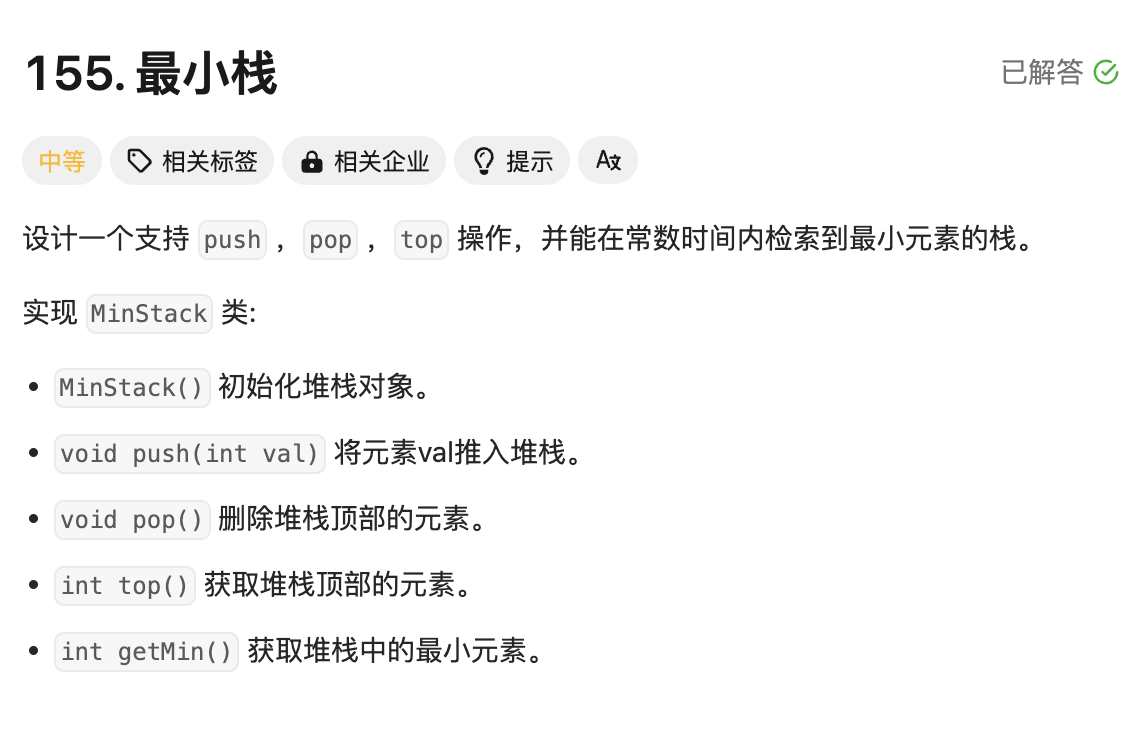 155. 最小栈
已解答
中等 相关标签 相关企业 提示
设计一个支持 push ，pop ，top 操作，并能在常数时间内检索到最小元素的栈。
实现 MinStack 类:
• MinStack() 初始化堆栈对象。
• void push(int val) 将元素val推入堆栈。
• void pop() 删除堆栈顶部的元素。
• int top() 获取堆栈顶部的元素。
• int getMin() 获取堆栈中的最小元素。